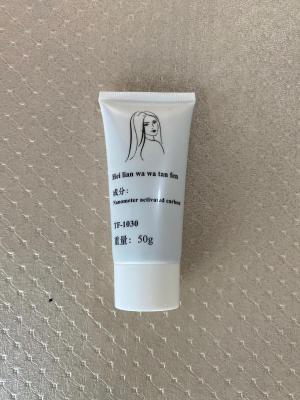 Hei lian wa wa tan fen
成分：
Nanometer activated carbon
TF-1030
重量：50g